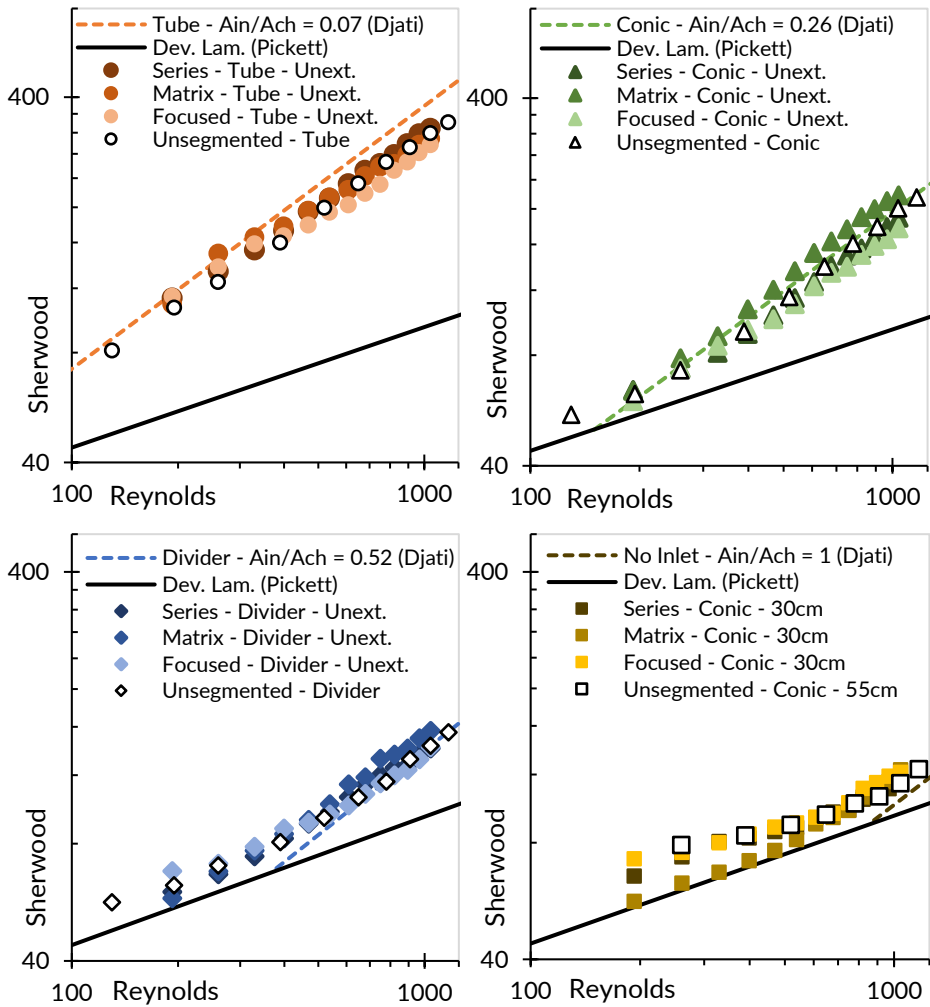 Tube - Ain/Ach = 0.07 (Djati)
Dev. Lam. (Pickett)
Series - Tube - Unext.
Matrix - Tube - Unext.
Focused - Tube - Unext.
Unsegmented - Tube
400
40
Sherwood
100
1000
Reynolds
Conic - Ain/Ach = 0.26 (Djati)
Dev. Lam. (Pickett)
Series - Conic - Unext.
Matrix - Conic - Unext.
Focused - Conic - Unext.
Unsegmented - Conic
400
40
Sherwood
100
1000
Reynolds
Divider - Ain/Ach = 0.52 (Djati)
Dev. Lam. (Pickett)
Series - Divider - Unext.
Matrix - Divider - Unext.
Focused - Divider - Unext.
Unsegmented - Divider
400
40
Sherwood
100
1000
Reynolds
No Inlet - Ain/Ach = 1 (Djati)
Dev. Lam. (Pickett)
Series - Conic - 30cm
Matrix - Conic - 30cm
Focused - Conic - 30cm
Unsegmented - Conic - 55cm
400
40
Sherwood
100
1000
Reynolds